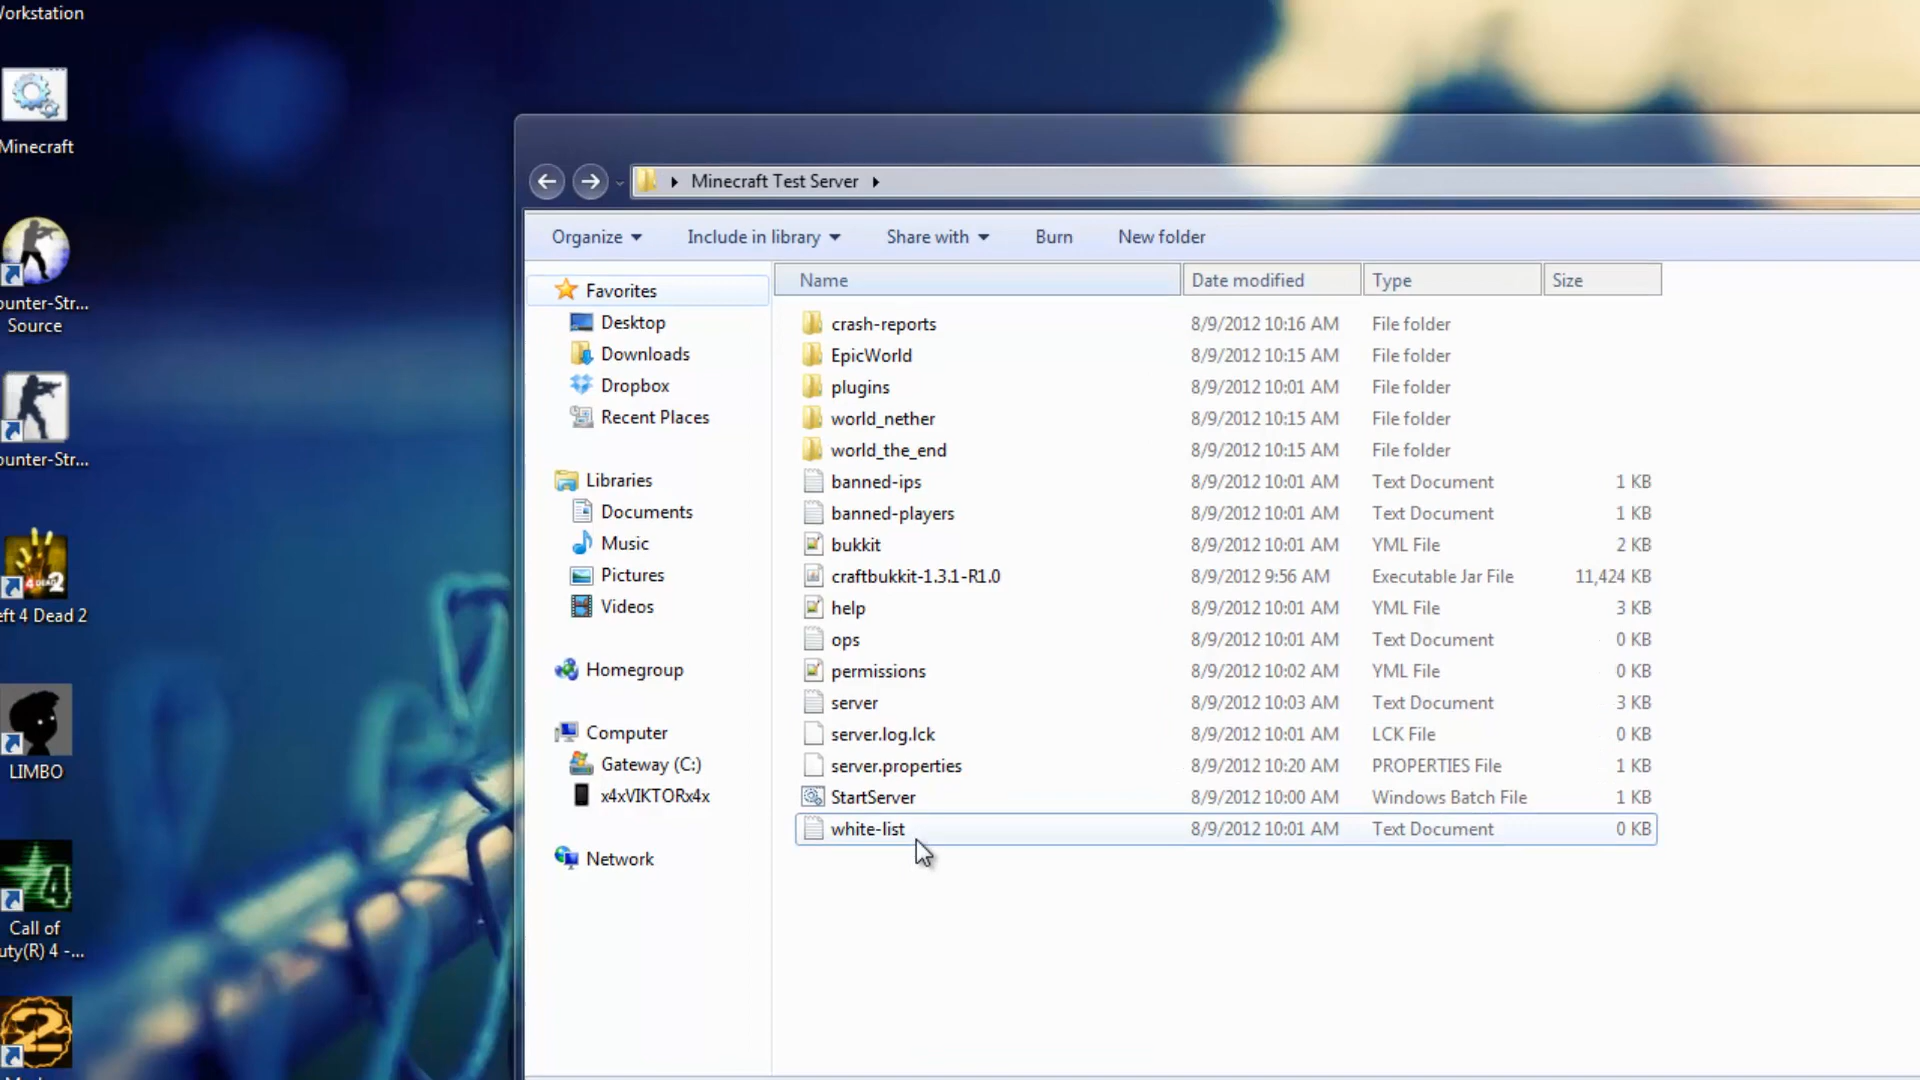 Workstation
Minecraft
ounter-Str...
Source
ounter-Str...
eft 4 Dead 2
LIMBO
Call of
uty(R) 4 -...
Minecraft Test Server
Organize
Include in library
Share with
Burn
New folder
Favorites
Desktop
Downloads
Dropbox
Recent Places
Libraries
Documents
Music
Pictures
Videos
Homegroup
Computer
Gateway (C:)
x4xVIKTORx4x
Network
Name Date modified Type Size
crash-reports 8/9/2012 10:16 AM File folder
EpicWorld 8/9/2012 10:15 AM File folder
plugins 8/9/2012 10:01 AM File folder
world_nether 8/9/2012 10:15 AM File folder
world_the_end 8/9/2012 10:15 AM File folder
banned-ips 8/9/2012 10:01 AM Text Document 1 KB
banned-players 8/9/2012 10:01 AM Text Document 1 KB
bukkit 8/9/2012 10:01 AM YML File 2 KB
craftbukkit-1.3.1-R1.0 8/9/2012 9:56 AM Executable Jar File 11,424 KB
help 8/9/2012 10:01 AM YML File 3 KB
ops 8/9/2012 10:01 AM Text Document 0 KB
permissions 8/9/2012 10:02 AM YML File 0 KB
server 8/9/2012 10:03 AM Text Document 3 KB
server.log.lck 8/9/2012 10:01 AM LCK File 0 KB
server.properties 8/9/2012 10:20 AM PROPERTIES File 1 KB
StartServer 8/9/2012 10:00 AM Windows Batch File 1 KB
white-list 8/9/2012 10:01 AM Text Document 0 KB